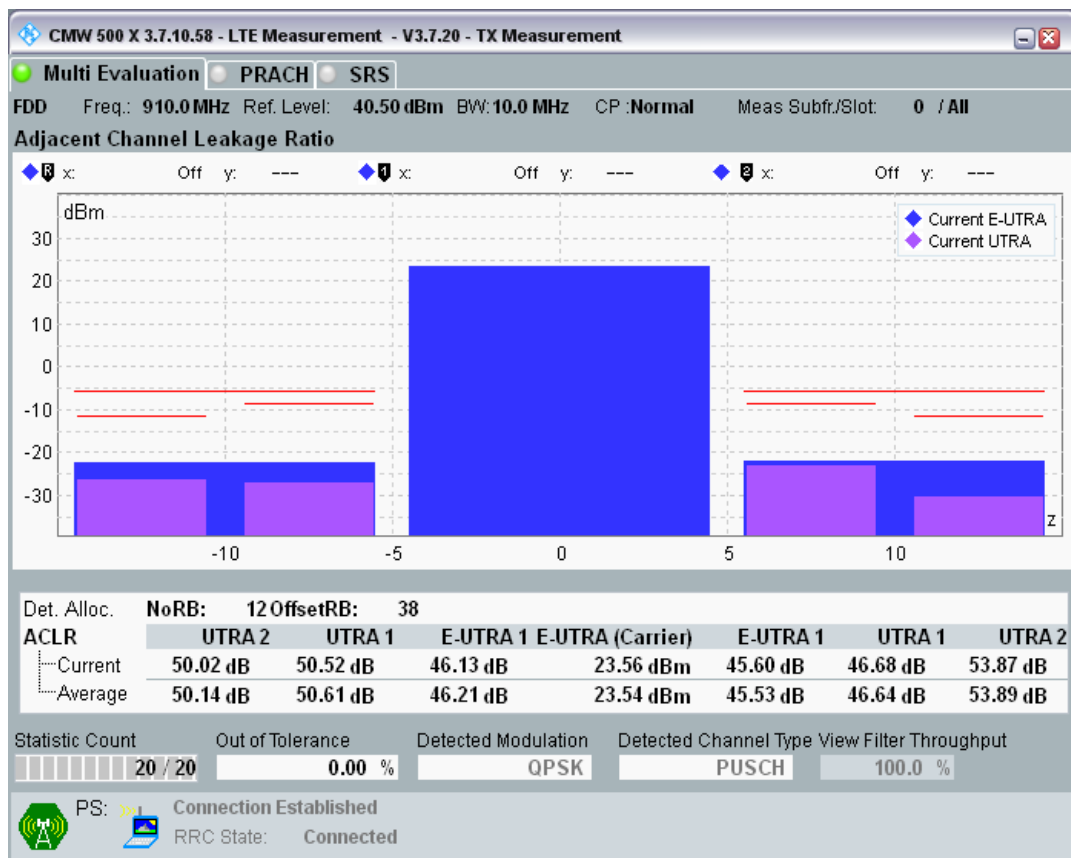 CMW 500 X 3.7.10.58 - LTE Measurement - V3.7.20 - TX Measurement
Multi Evaluation PRACH SRS
FDD Freq.: 910.0 MHz Ref. Level: 40.50 dBm BW: 10.0 MHz CP :Normal Meas Subfr./Slot: 0 / All
Adjacent Channel Leakage Ratio
R x: Off y: --- 1 x: Off y: --- 2 x: Off y: ---
dBm
Current E-UTRA
Current UTRA
30
20
10
0
-10
-20
-30
z
-10 -5 0 5 10
Det. Alloc. NoRB: 12 OffsetRB: 38
ACLR UTRA 2 UTRA 1 E-UTRA 1 E-UTRA (Carrier) E-UTRA 1 UTRA 1 UTRA 2
Current 50.02 dB 50.52 dB 46.13 dB 23.56 dBm 45.60 dB 46.68 dB 53.87 dB
Average 50.14 dB 50.61 dB 46.21 dB 23.54 dBm 45.53 dB 46.64 dB 53.89 dB
Statistic Count Out of Tolerance Detected Modulation Detected Channel Type View Filter Throughput
20 / 20 0.00 % QPSK PUSCH 100.0 %
PS: Connection Established
RRC State: Connected